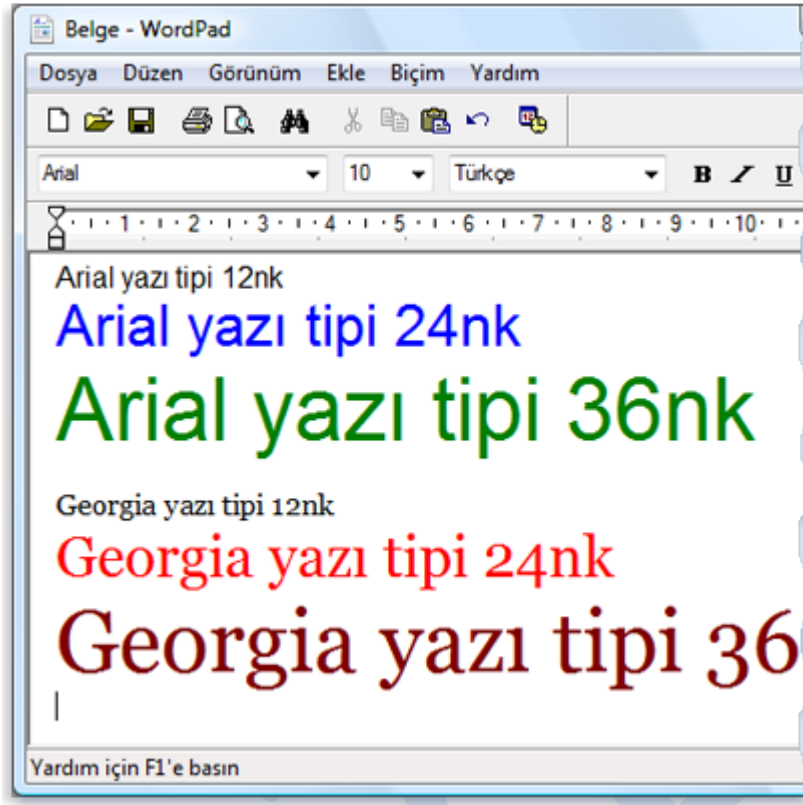 Belge - WordPad
Dosya Düzen Görünüm Ekle Biçim Yardım
Arial 10 Türkçe B I U
1 2 3 4 5 6 7 8 9 10
Arial yazı tipi 12nk
Arial yazı tipi 24nk
Arial yazı tipi 36nk
Georgia yazı tipi 12nk
Georgia yazı tipi 24nk
Georgia yazı tipi 36
Yardım için F1'e basın